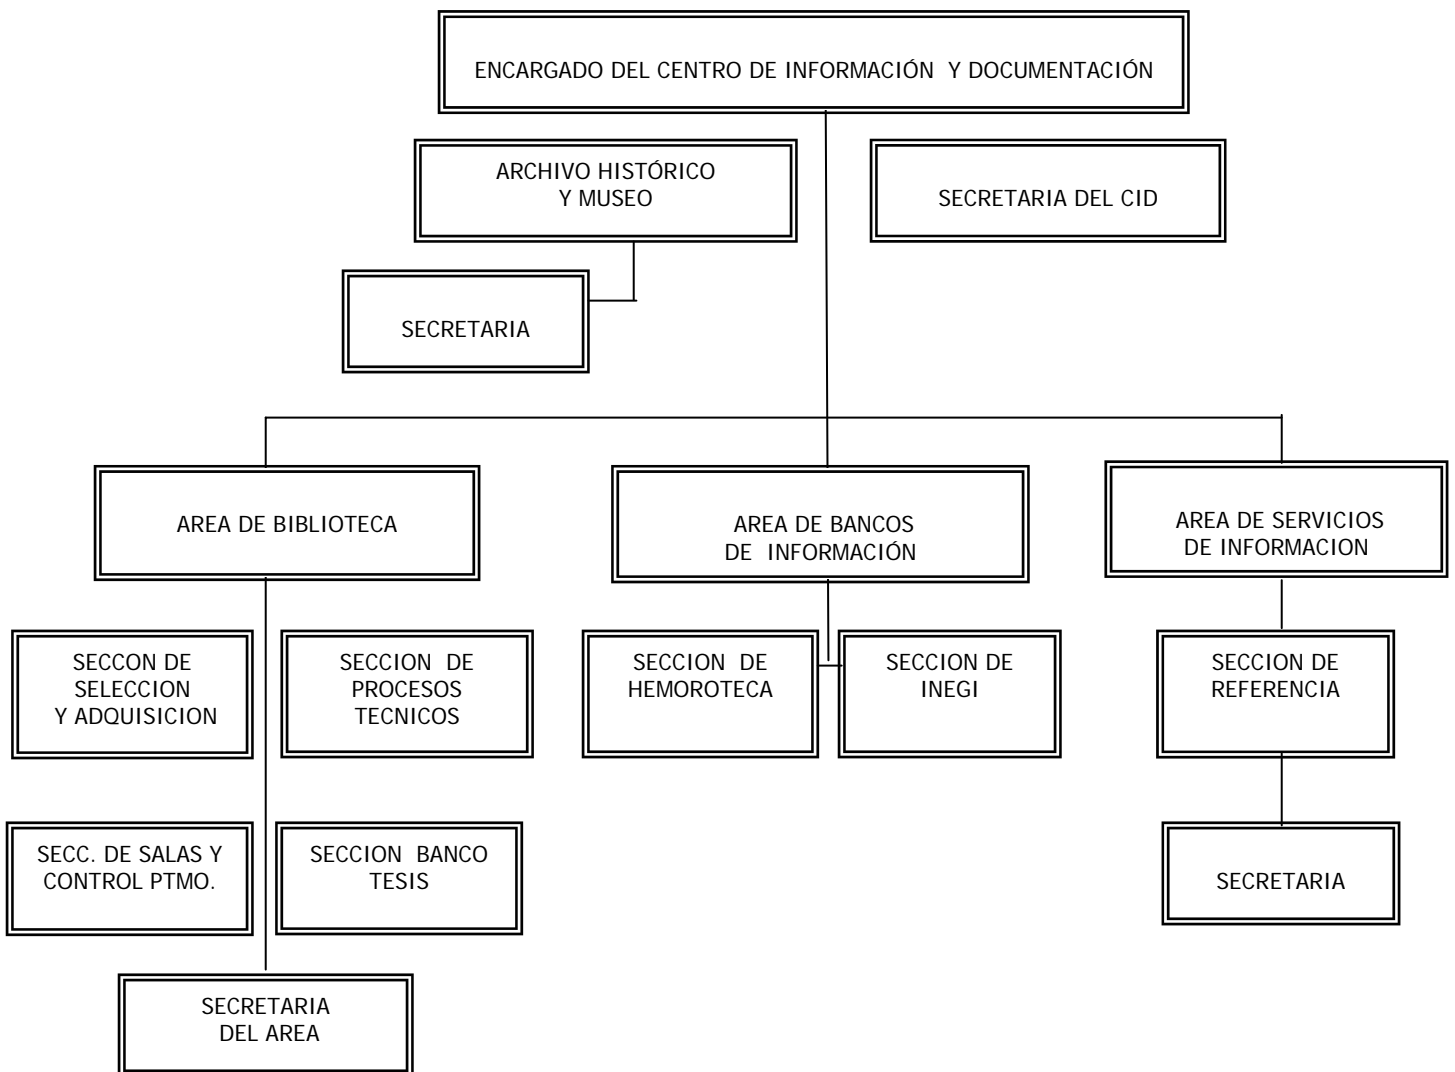 ENCARGADO DEL CENTRO DE INFORMACIÓN Y DOCUMENTACIÓN
ARCHIVO HISTÓRICO
Y MUSEO
SECRETARIA DEL CID
SECRETARIA
AREA DE BIBLIOTECA
AREA DE BANCOS
DE INFORMACIÓN
AREA DE SERVICIOS
DE INFORMACION
SECCON DE
SELECCION
Y ADQUISICION
SECCION DE
PROCESOS
TECNICOS
SECCION DE
HEMOROTECA
SECCION DE
INEGI
SECCION DE
REFERENCIA
SECC. DE SALAS Y
CONTROL PTMO.
SECCION BANCO
TESIS
SECRETARIA
SECRETARIA
DEL AREA